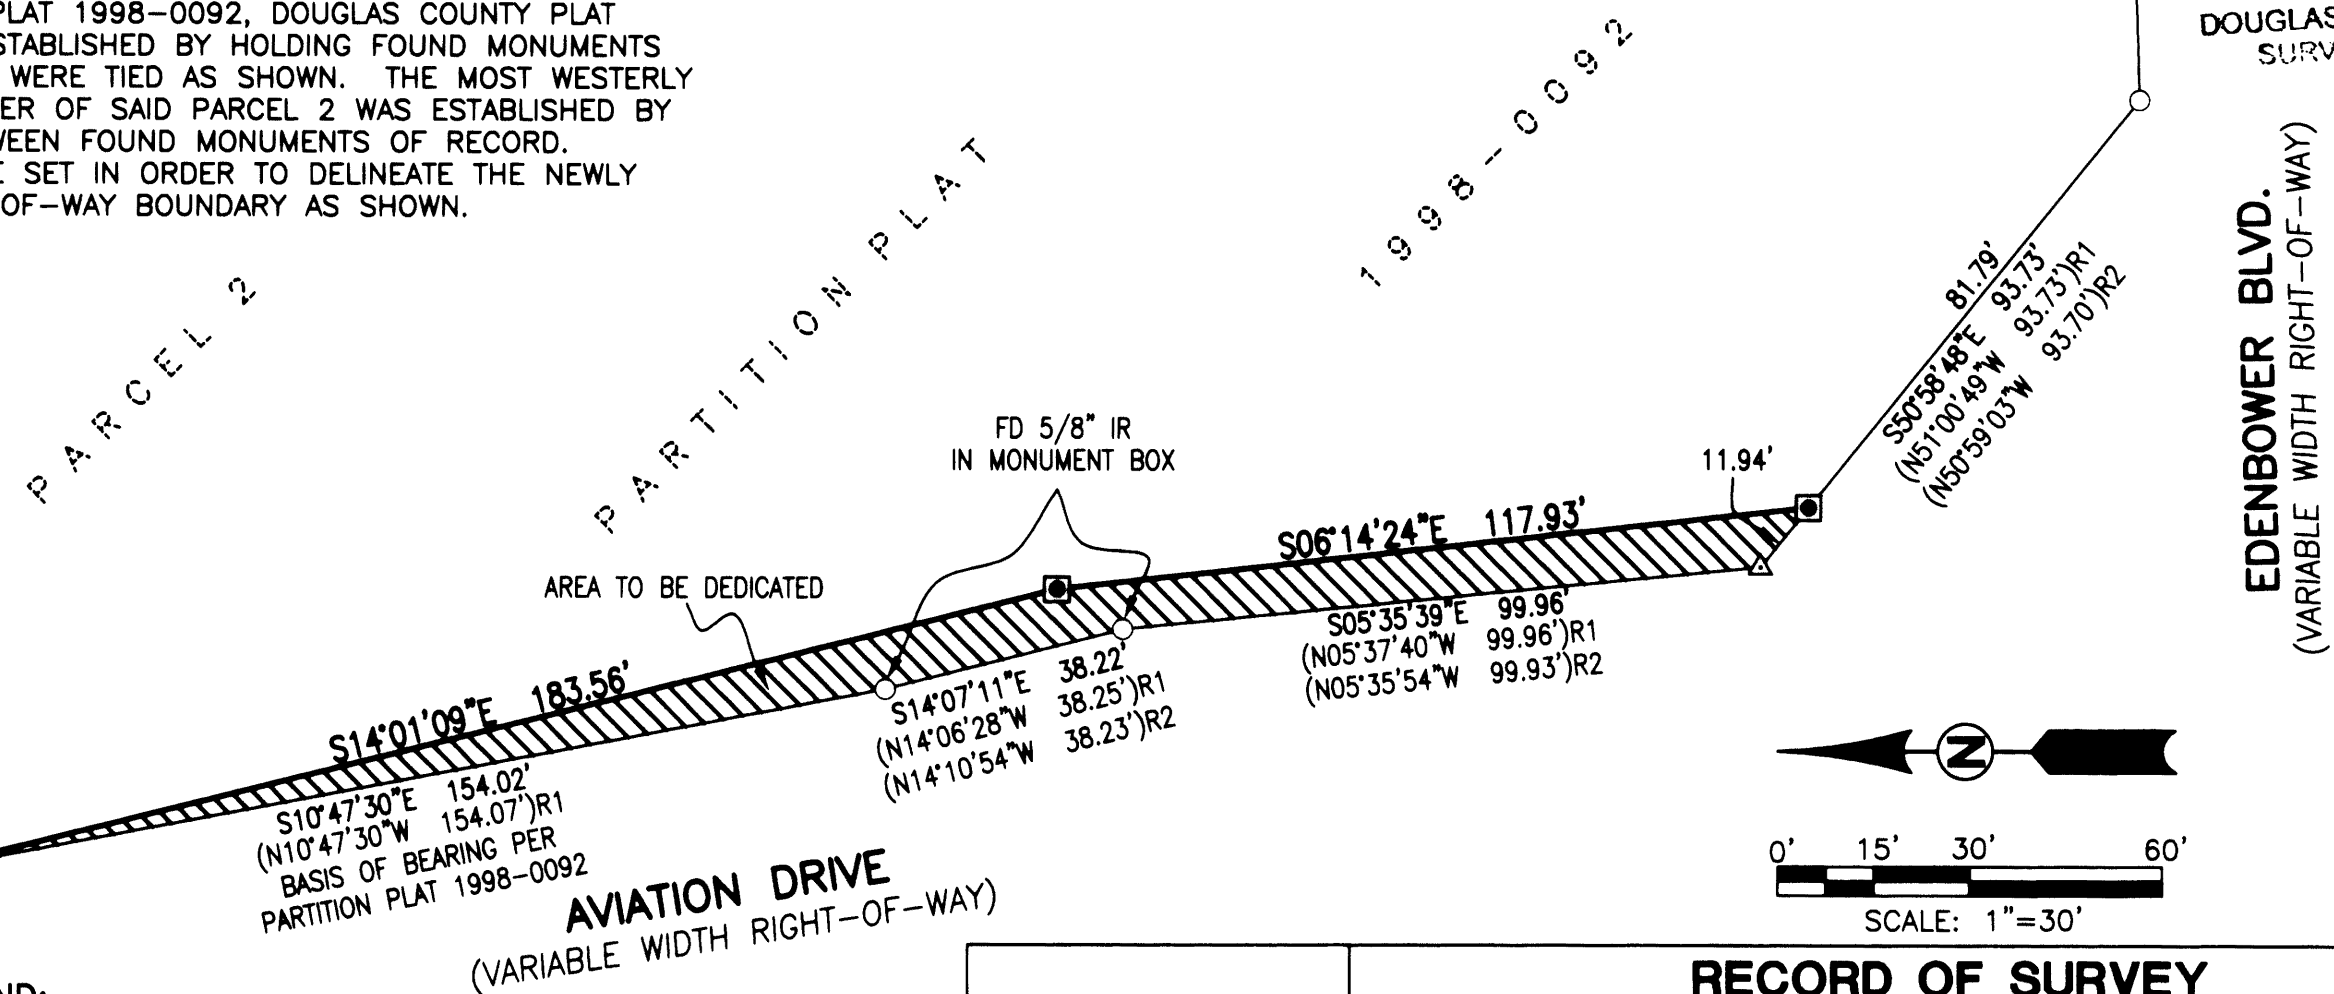 PLAT 1998-0092, DOUGLAS COUNTY PLAT
STABLISHED BY HOLDING FOUND MONUMENTS
WERE TIED AS SHOWN. THE MOST WESTERLY
ER OF SAID PARCEL 2 WAS ESTABLISHED BY
WEEN FOUND MONUMENTS OF RECORD.
SET IN ORDER TO DELINEATE THE NEWLY
OF-WAY BOUNDARY AS SHOWN.
DOUGLAS
SURV
PARCEL 2
PARTITION PLAT
1998-0092
81.79'
S50°58'48"E 93.73'
(N51°00'49"W 93.73')R1
(N50°59'03"W 93.70')R2
EDENBOWER BLVD.
(VARIABLE WIDTH RIGHT-OF-WAY)
FD 5/8" IR
IN MONUMENT BOX
11.94'
S06°14'24"E 117.93'
AREA TO BE DEDICATED
S05°35'39"E 99.96'
(N05°37'40"W 99.96')R1
(N05°35'54"W 99.93')R2
S14°01'09"E 183.56'
S14°07'11"E 38.22'
(N14°06'28"W 38.25')R1
(N14°10'54"W 38.23')R2
S10°47'30"E 154.02'
(N10°47'30"W 154.07')R1
BASIS OF BEARING PER
PARTITION PLAT 1998-0092
AVIATION DRIVE
(VARIABLE WIDTH RIGHT-OF-WAY)
N
0' 15' 30' 60'
SCALE: 1"=30'
RECORD OF SURVEY